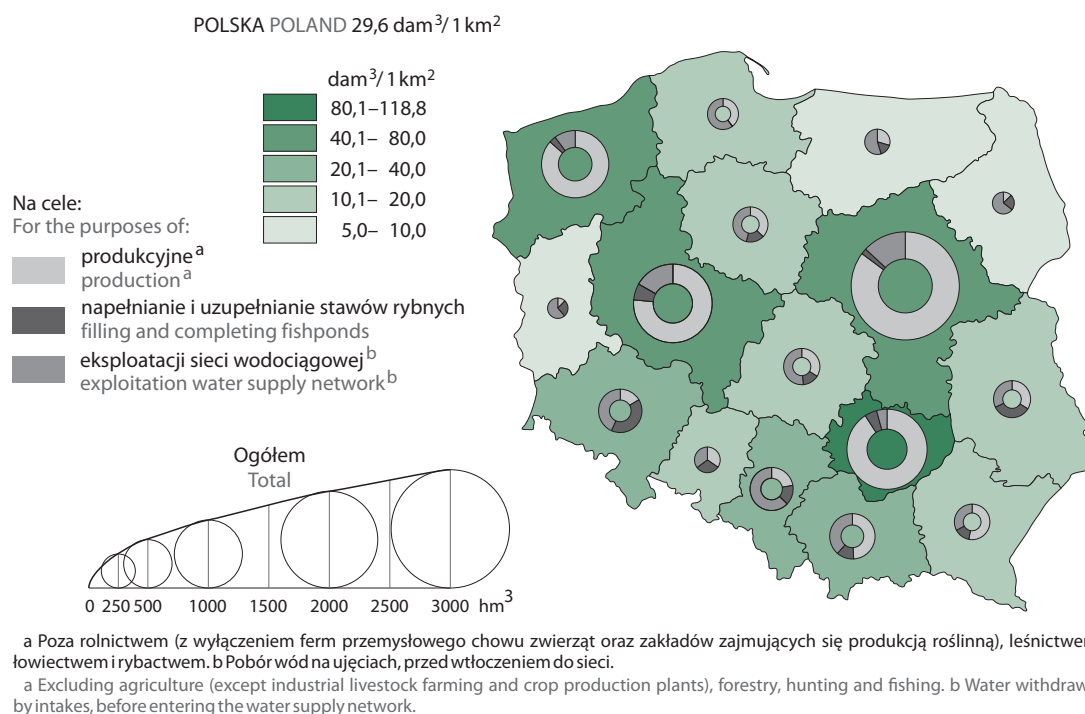 POLSKA POLAND 29,6 dam³/ 1 km²
dam³/ 1 km²
80,1–118,8
40,1– 80,0
20,1– 40,0
10,1– 20,0
5,0– 10,0
Na cele:
For the purposes of:
produkcyjneᵃ
productionᵃ
napełnianie i uzupełnianie stawów rybnych
filling and completing fishponds
eksploatacji sieci wodociągowejᵇ
exploitation water supply networkᵇ
Ogółem
Total
0 250 500 1000 1500 2000 2500 3000 hm³
a Poza rolnictwem (z wyłączeniem ferm przemysłowego chowu zwierząt oraz zakładów zajmujących się produkcją roślinną), leśnictwem
łowiectwem i rybactwem. b Pobór wód na ujęciach, przed wtłoczeniem do sieci.
a Excluding agriculture (except industrial livestock farming and crop production plants), forestry, hunting and fishing. b Water withdraw
by intakes, before entering the water supply network.